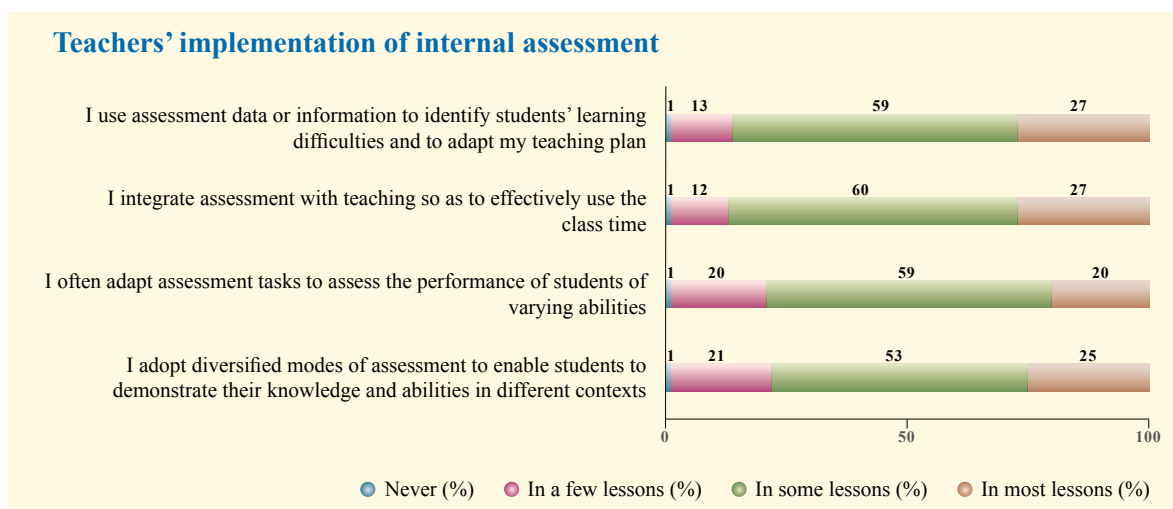 Teachers’ implementation of internal assessment
I use assessment data or information to identify students’ learning
difficulties and to adapt my teaching plan
1 13 59 27
I integrate assessment with teaching so as to effectively use the
class time
1 12 60 27
I often adapt assessment tasks to assess the performance of students of
varying abilities
1 20 59 20
I adopt diversified modes of assessment to enable students to
demonstrate their knowledge and abilities in different contexts
1 21 53 25
0 50 100
Never (%) In a few lessons (%) In some lessons (%) In most lessons (%)